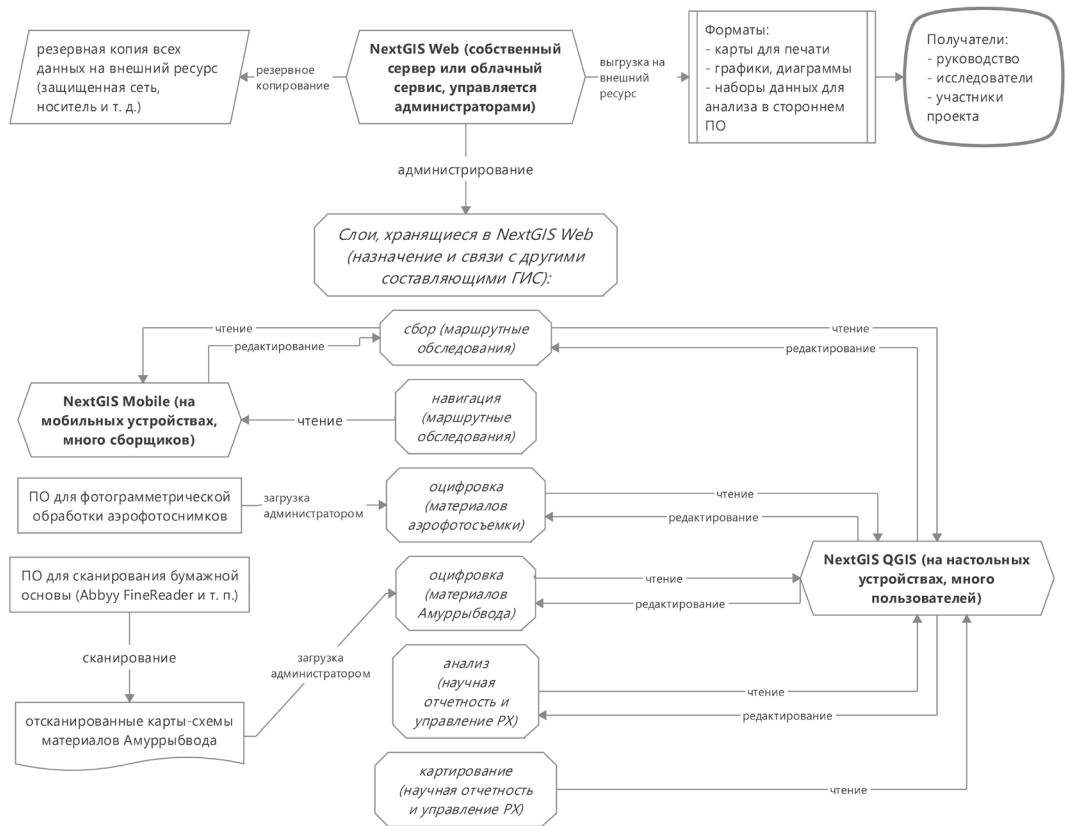 резервная копия всех
данных на внешний ресурс
(защищенная сеть,
носитель и т. д.)
резервное
копирование
NextGIS Web (собственный
сервер или облачный
сервис, управляется
администраторами)
выгрузка на
внешний
ресурс
Форматы:
- карты для печати
- графики, диаграммы
- наборы данных для
анализа в стороннем
ПО
Получатели:
- руководство
- исследователи
- участники
проекта
администрирование
Слои, хранящиеся в NextGIS Web
(назначение и связи с другими
составляющими ГИС):
чтение
редактирование
сбор (маршрутные
обследования)
чтение
редактирование
NextGIS Mobile (на
мобильных устройствах,
много сборщиков)
чтение
навигация
(маршрутные
обследования)
ПО для фотограмметрической
обработки аэрофотоснимков
загрузка
администратором
оцифровка
(материалов
аэрофотосъемки)
чтение
редактирование
NextGIS QGIS (на настольных
устройствах, много
пользователей)
ПО для сканирования бумажной
основы (Abbyy FineReader и т. п.)
оцифровка
(материалов
Амуррыбвода)
чтение
редактирование
сканирование
загрузка
администратором
анализ
(научная
отчетность и
управление РХ)
чтение
редактирование
отсканированные карты-схемы
материалов Амуррыбвода
картирование
(научная отчетность
и управление РХ)
чтение